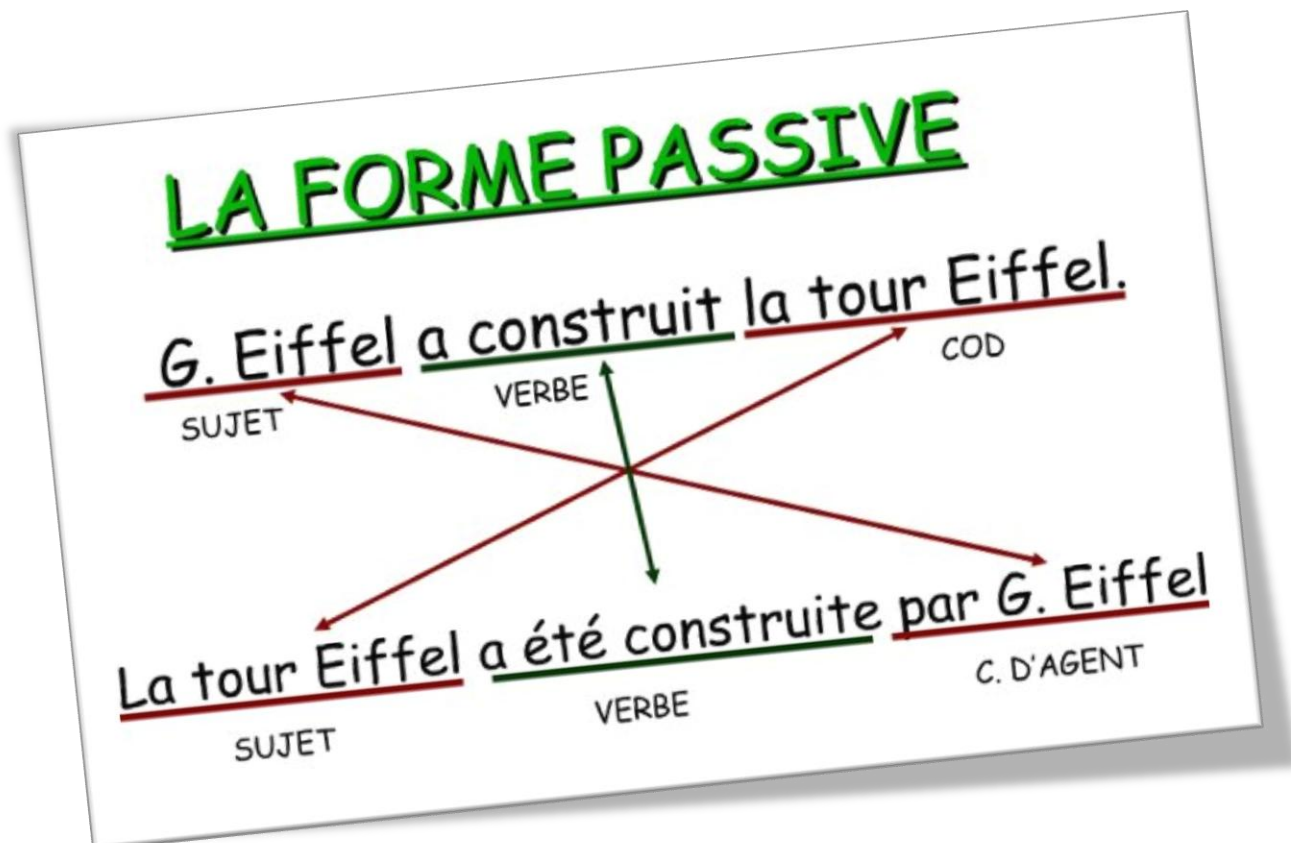 LA FORME PASSIVE
G. Eiffel a construit la tour Eiffel.
SUJET VERBE COD
La tour Eiffel a été construite par G. Eiffel
SUJET VERBE C. D'AGENT